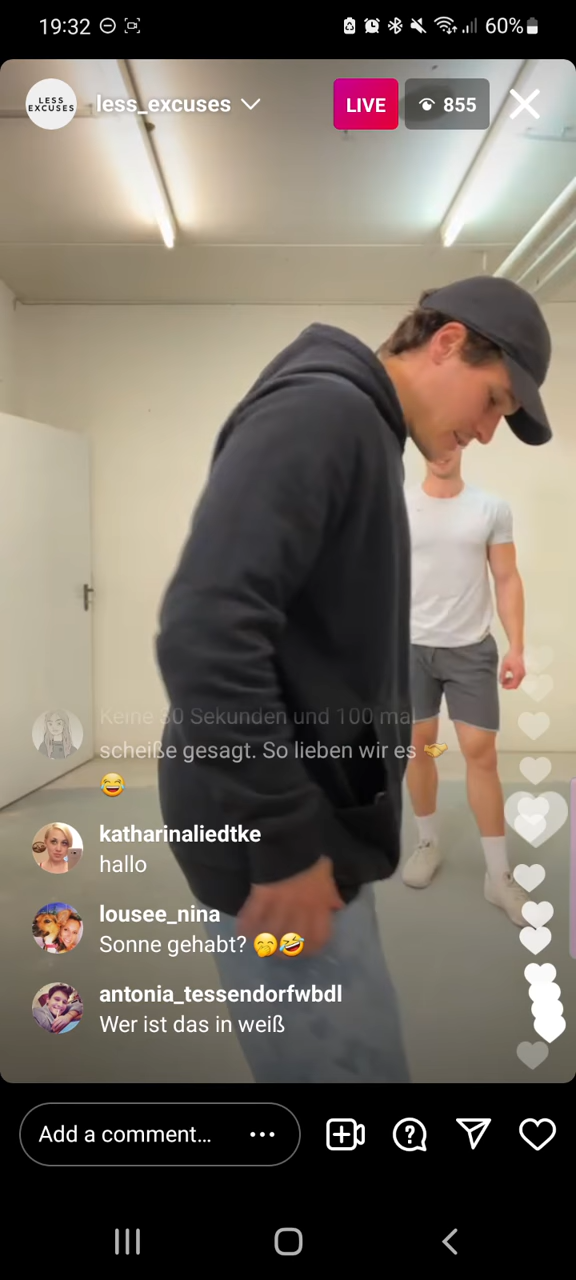 19:32
60%
LESS
EXCUSES
less_excuses
LIVE
855
Keine 30 Sekunden und 100 mal
scheiße gesagt. So lieben wir es 🤝
😂
katharinaliedtke
hallo
lousee_nina
Sonne gehabt? 🤭🤣
antonia_tessendorfwbdl
Wer ist das in weiß
Add a comment...